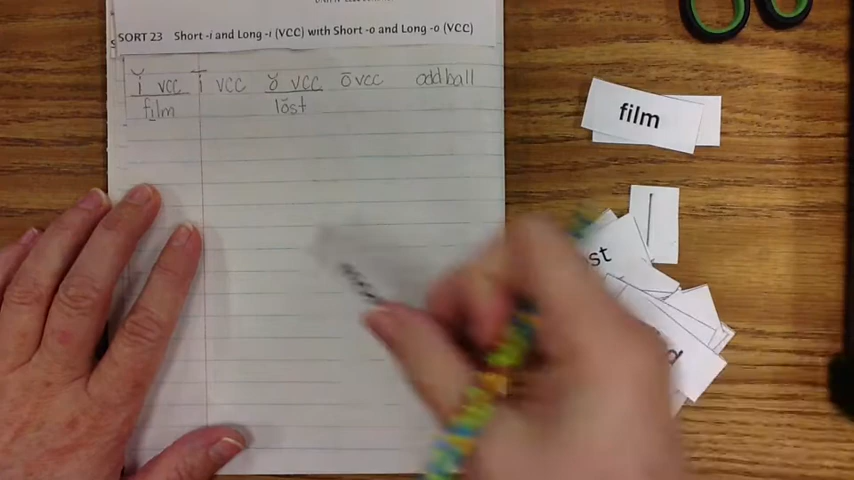 SORT 23 Short -i and Long -i (VCC) with Short -o and Long -o (VCC)
ĭ vcc ī vcc ŏ vcc ō vcc oddball
fĭlm lŏst
film
st